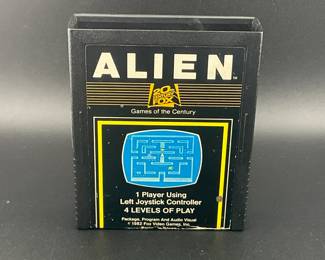 ALIEN™
20th CENTURY FOX
Games of the Century
1 Player Using
Left Joystick Controller
4 LEVELS OF PLAY
Package, Program and Audio Visual
© 1982 Fox Video Games, Inc.